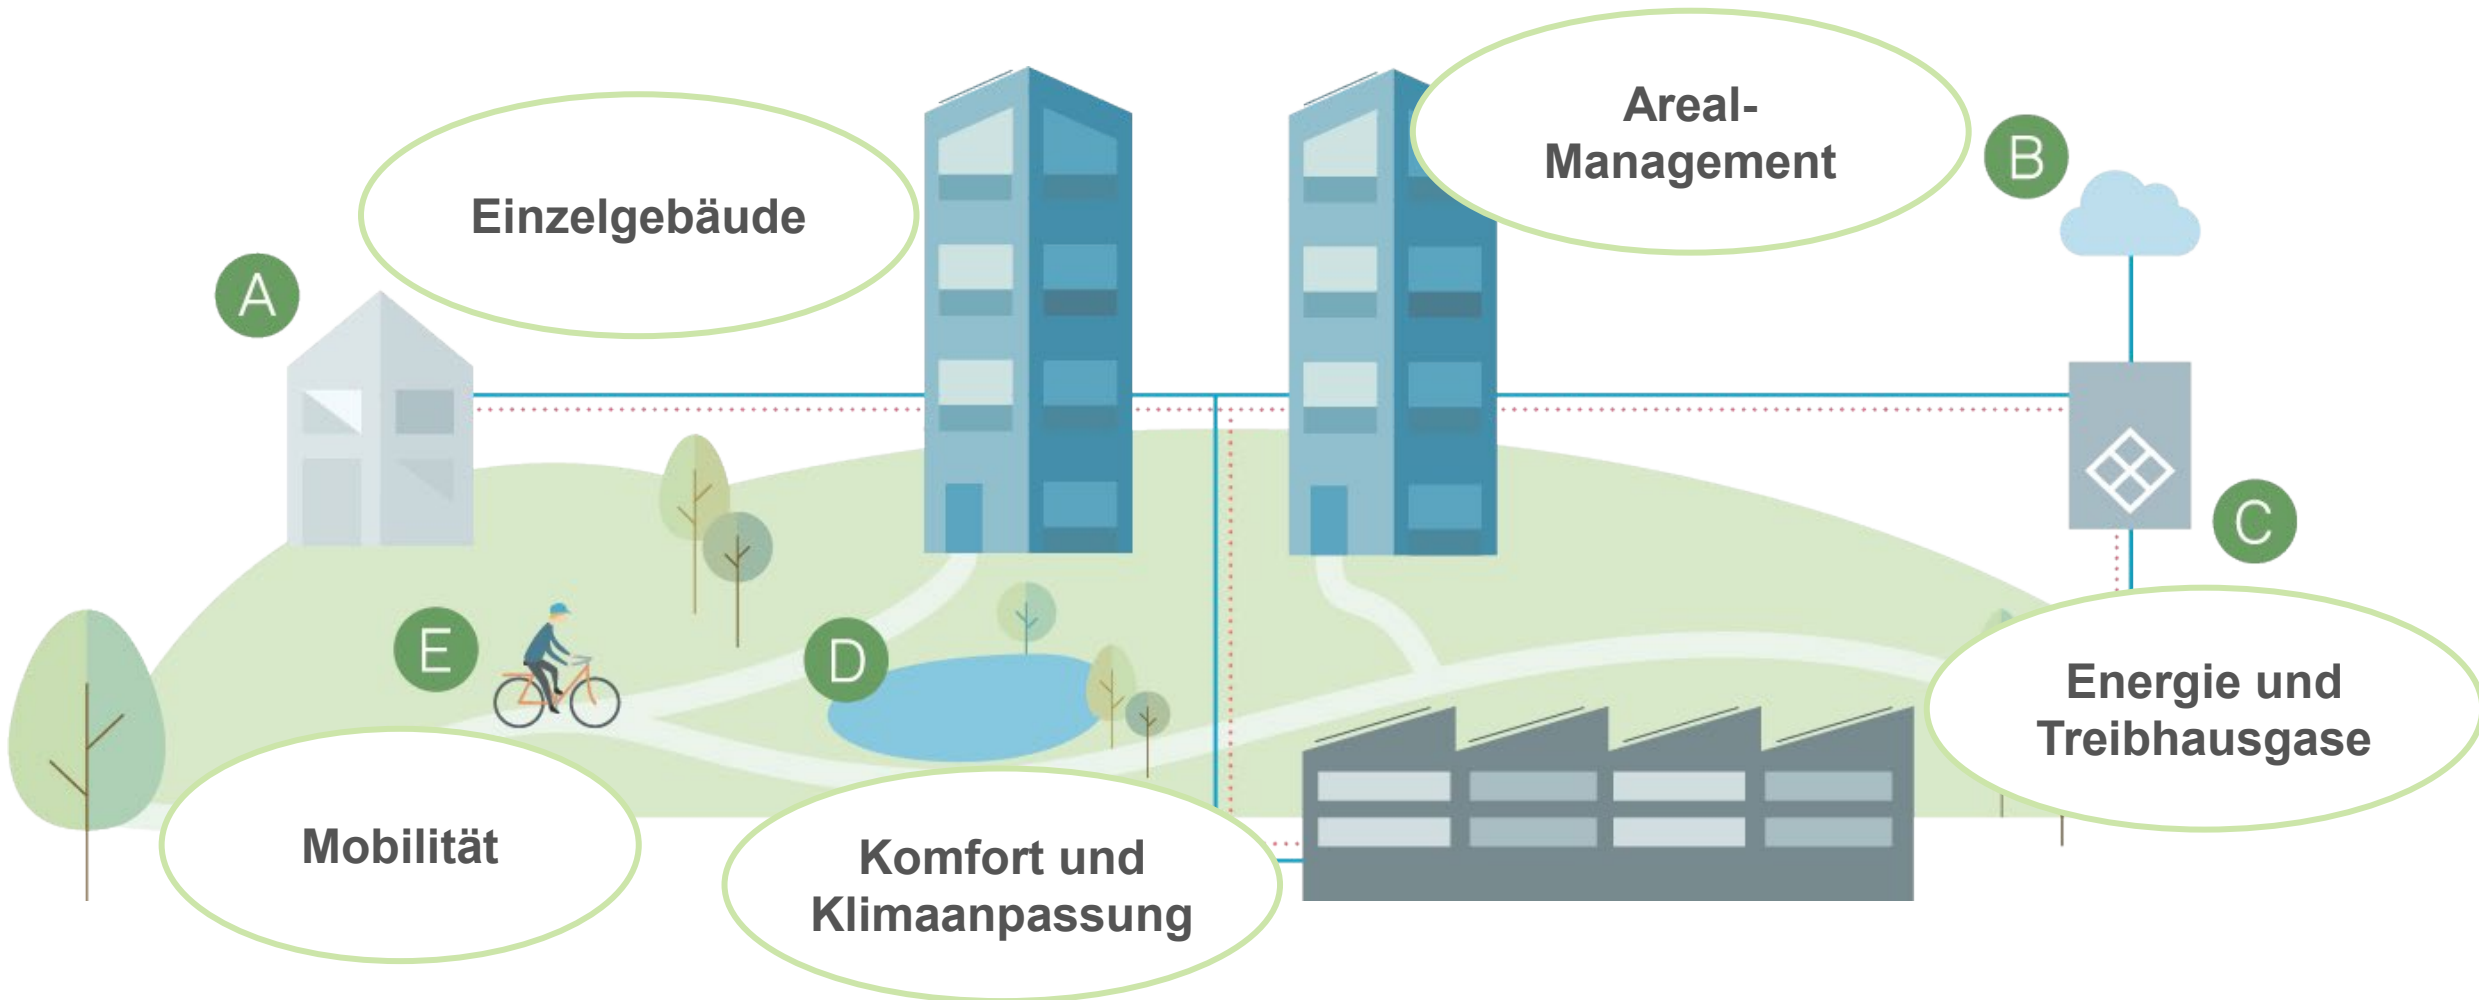 A
Einzelgebäude
Areal-
Management
B
C
Energie und
Treibhausgase
D
Komfort und
Klimaanpassung
E
Mobilität